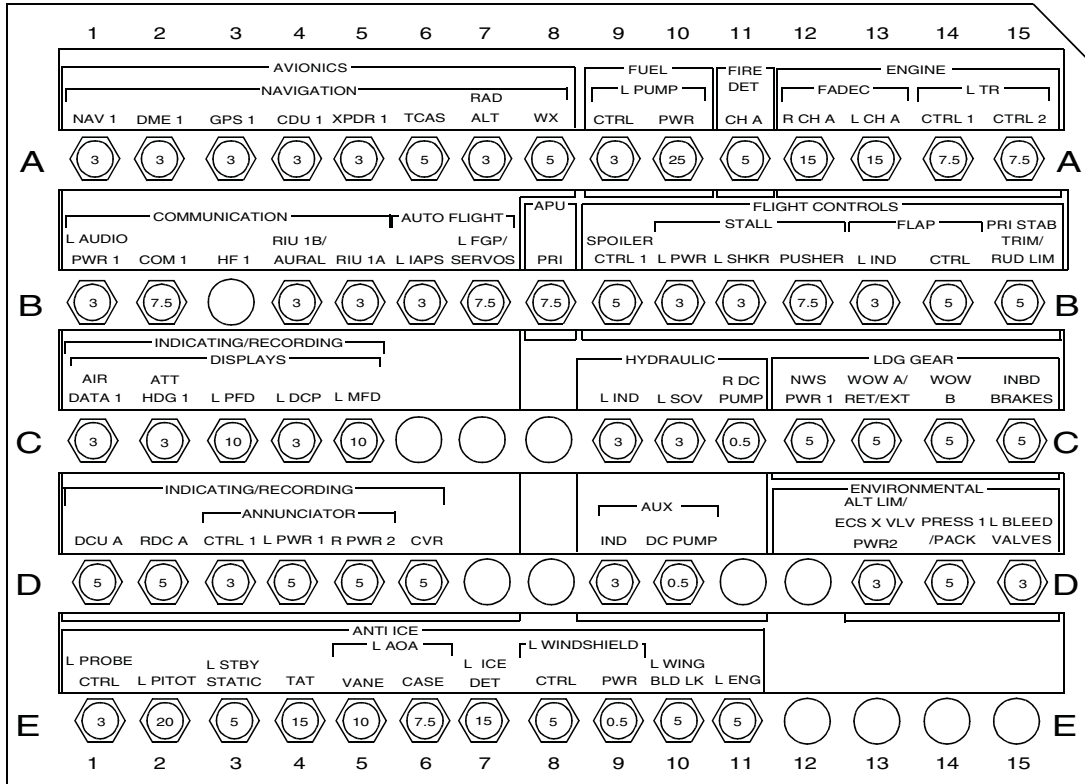 1 2 3 4 5 6 7 8 9 10 11 12 13 14 15
AVIONICS FUEL FIRE ENGINE
NAVIGATION L PUMP DET FADEC L TR
RAD
NAV 1 DME 1 GPS 1 CDU 1 XPDR 1 TCAS ALT WX CTRL PWR CH A R CH A L CH A CTRL 1 CTRL 2
A 3 3 3 3 3 5 3 5 3 25 5 15 15 7.5 7.5 A
COMMUNICATION AUTO FLIGHT APU FLIGHT CONTROLS
STALL FLAP PRI STAB
L AUDIO RIU 1B/ L FGP/ SPOILER TRIM/
PWR 1 COM 1 HF 1 AURAL RIU 1A L IAPS SERVOS PRI CTRL 1 L PWR L SHKR PUSHER L IND CTRL RUD LIM
B 3 7.5 3 3 3 7.5 7.5 5 3 3 7.5 3 5 5 B
INDICATING/RECORDING
DISPLAYS HYDRAULIC LDG GEAR
AIR ATT R DC NWS WOW A/ WOW INBD
DATA 1 HDG 1 L PFD L DCP L MFD L IND L SOV PUMP PWR 1 RET/EXT B BRAKES
C 3 3 10 3 10 3 3 0.5 5 5 5 5 C
INDICATING/RECORDING ENVIRONMENTAL
ANNUNCIATOR AUX ALT LIM/
ECS X VLV PRESS 1 L BLEED
DCU A RDC A CTRL 1 L PWR 1 R PWR 2 CVR IND DC PUMP PWR2 /PACK VALVES
D 5 5 3 5 5 5 3 0.5 3 5 3 D
ANTI ICE
L AOA L WINDSHIELD
L PROBE L STBY L ICE L WING
CTRL L PITOT STATIC TAT VANE CASE DET CTRL PWR BLD LK L ENG
E 3 20 5 15 10 7.5 15 5 0.5 5 5 E
1 2 3 4 5 6 7 8 9 10 11 12 13 14 15